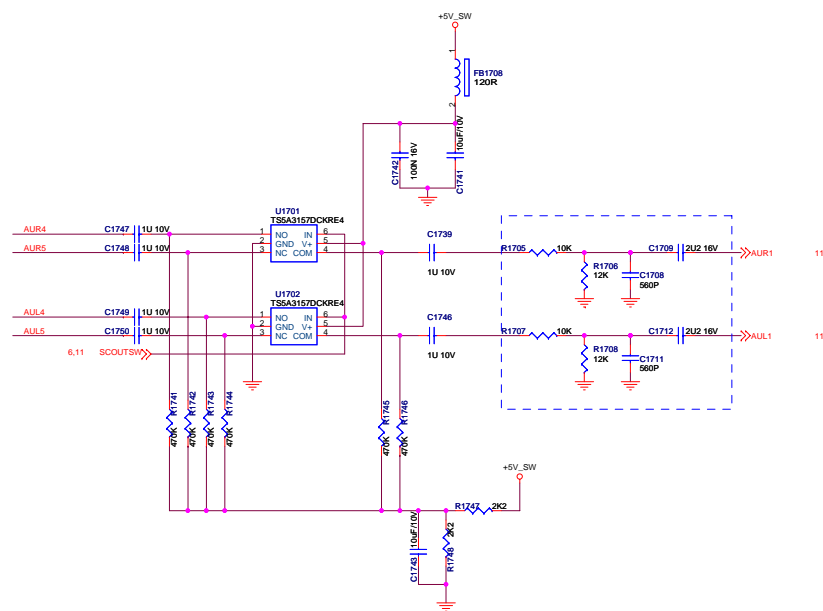 +5V_SW
1
FB1708
120R
2
10uF/10V
C1742
100N 16V
C1741
U1701
TS5A3157DCKRE4
AUR4 C1747 1U 10V 1 NO IN 6
2 GND V+ 5
AUR5 C1748 1U 10V 3 NC COM 4
C1739
1U 10V
R1705 10K
C1709 2U2 16V
AUR1 11
R1706
12K
C1708
560P
U1702
TS5A3157DCKRE4
AUL4 C1749 1U 10V 1 NO IN 6
2 GND V+ 5
AUL5 C1750 1U 10V 3 NC COM 4
C1746
1U 10V
R1707 10K
C1712 2U2 16V
AUL1 11
R1708
12K
C1711
560P
6,11 SCOUTSW
R1741
470K
R1742
470K
R1743
470K
R1744
470K
R1745
470K
R1746
470K
+5V_SW
R1747 2K2
10uF/10V
C1743
2K2
R1748